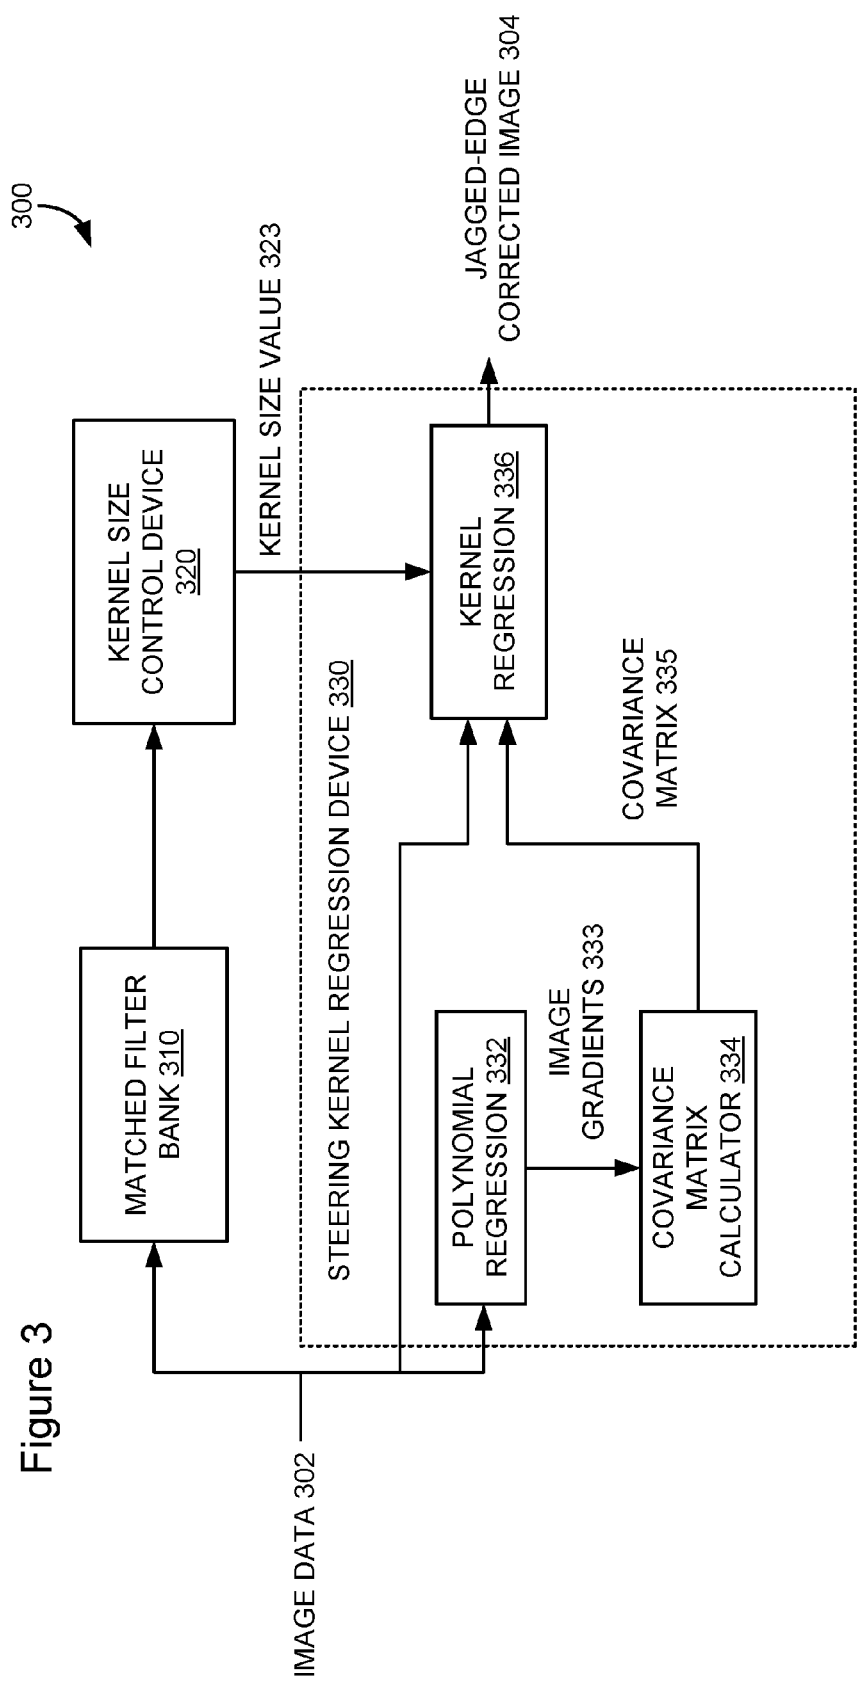 Figure 3
300
IMAGE DATA 302
MATCHED FILTER
BANK 310
KERNEL SIZE
CONTROL DEVICE
320
KERNEL SIZE VALUE 323
STEERING KERNEL REGRESSION DEVICE 330
POLYNOMIAL
REGRESSION 332
IMAGE
GRADIENTS 333
COVARIANCE
MATRIX
CALCULATOR 334
COVARIANCE
MATRIX 335
KERNEL
REGRESSION 336
JAGGED-EDGE
CORRECTED IMAGE 304